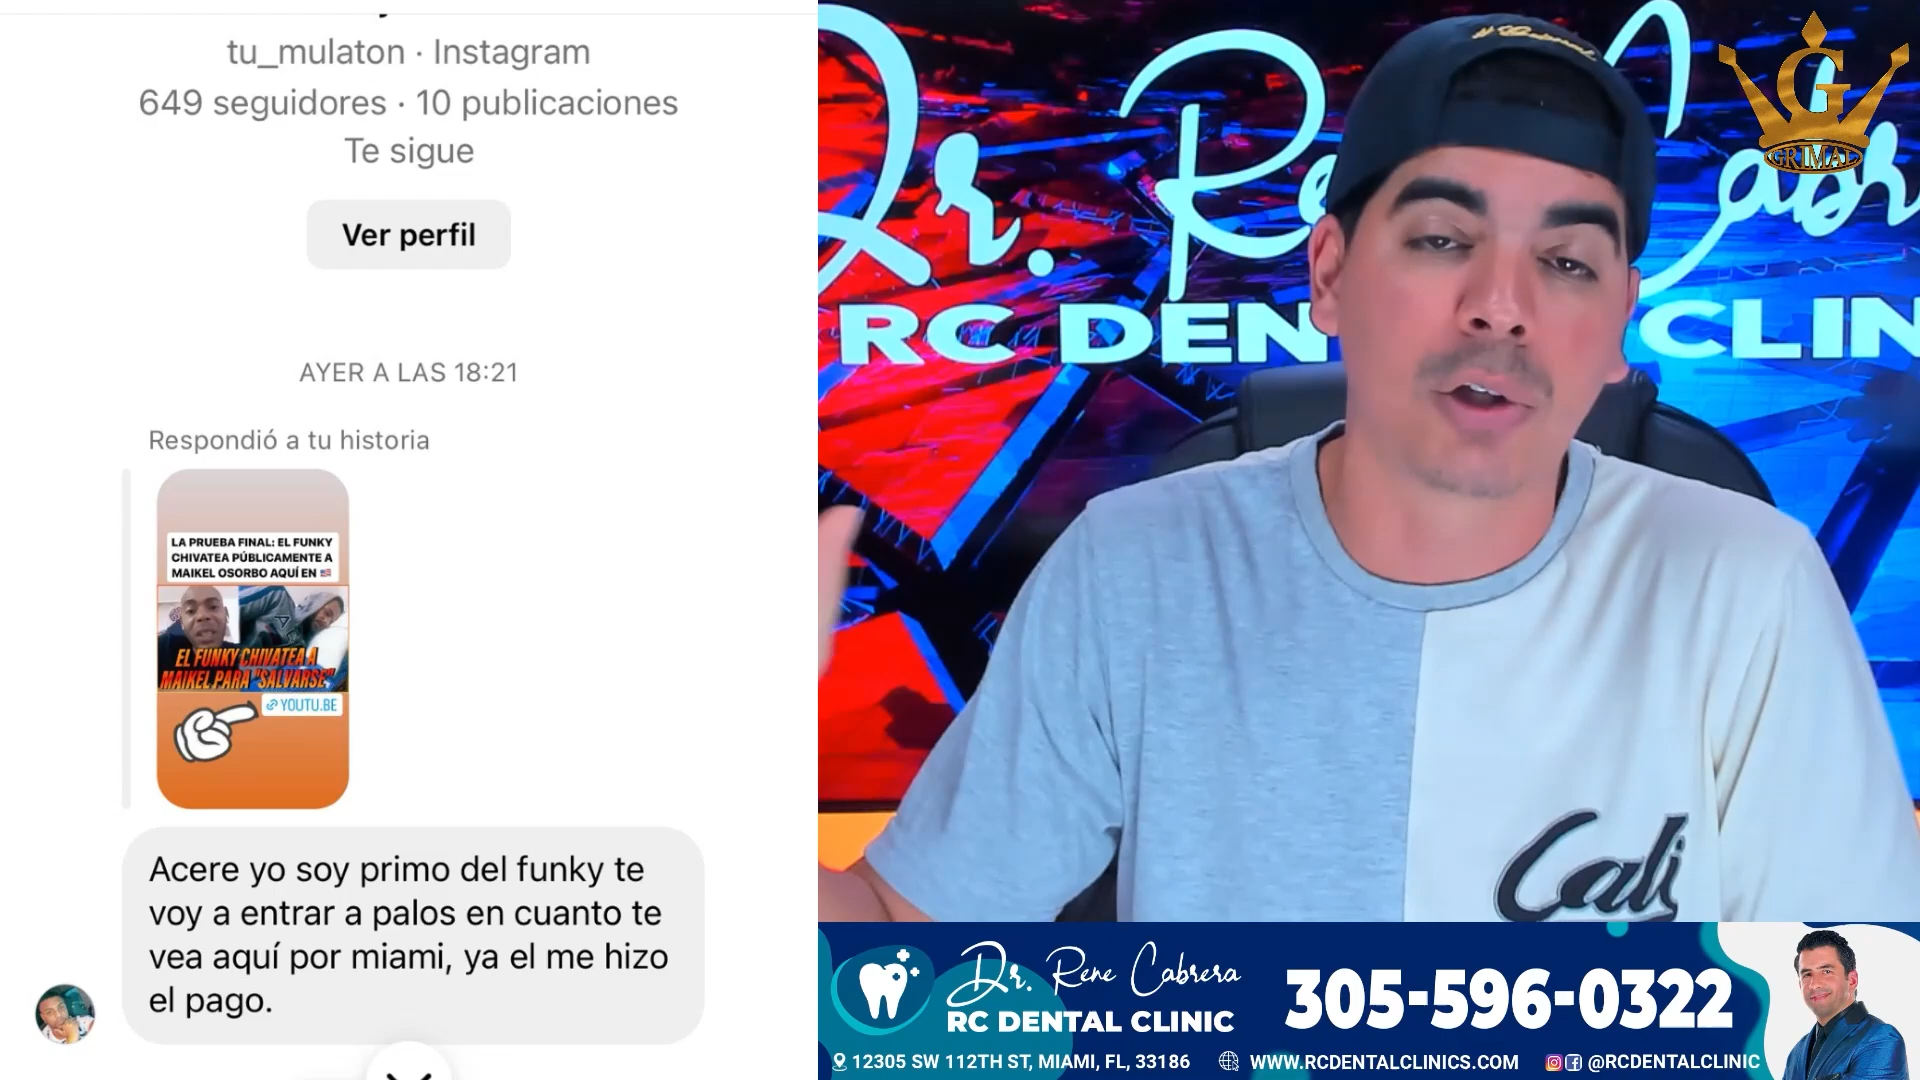 tu_mulaton · Instagram
649 seguidores · 10 publicaciones
Te sigue
Ver perfil
AYER A LAS 18:21
Respondió a tu historia
LA PRUEBA FINAL: EL FUNKY
CHIVATEA PÚBLICAMENTE A
MAIKEL OSORBO AQUÍ EN 🇺🇸
EL FUNKY CHIVATEA A
MAIKEL PARA "SALVARSE"
YOUTU.BE
Acere yo soy primo del funky te
voy a entrar a palos en cuanto te
vea aquí por miami, ya el me hizo
el pago.
Dr. Re Cabr
RC DEN CLIN
G
GRIMAL
Cali
Dr. Rene Cabrera
RC DENTAL CLINIC
305-596-0322
12305 SW 112TH ST, MIAMI, FL, 33186
WWW.RCDENTALCLINICS.COM
@RCDENTALCLINIC